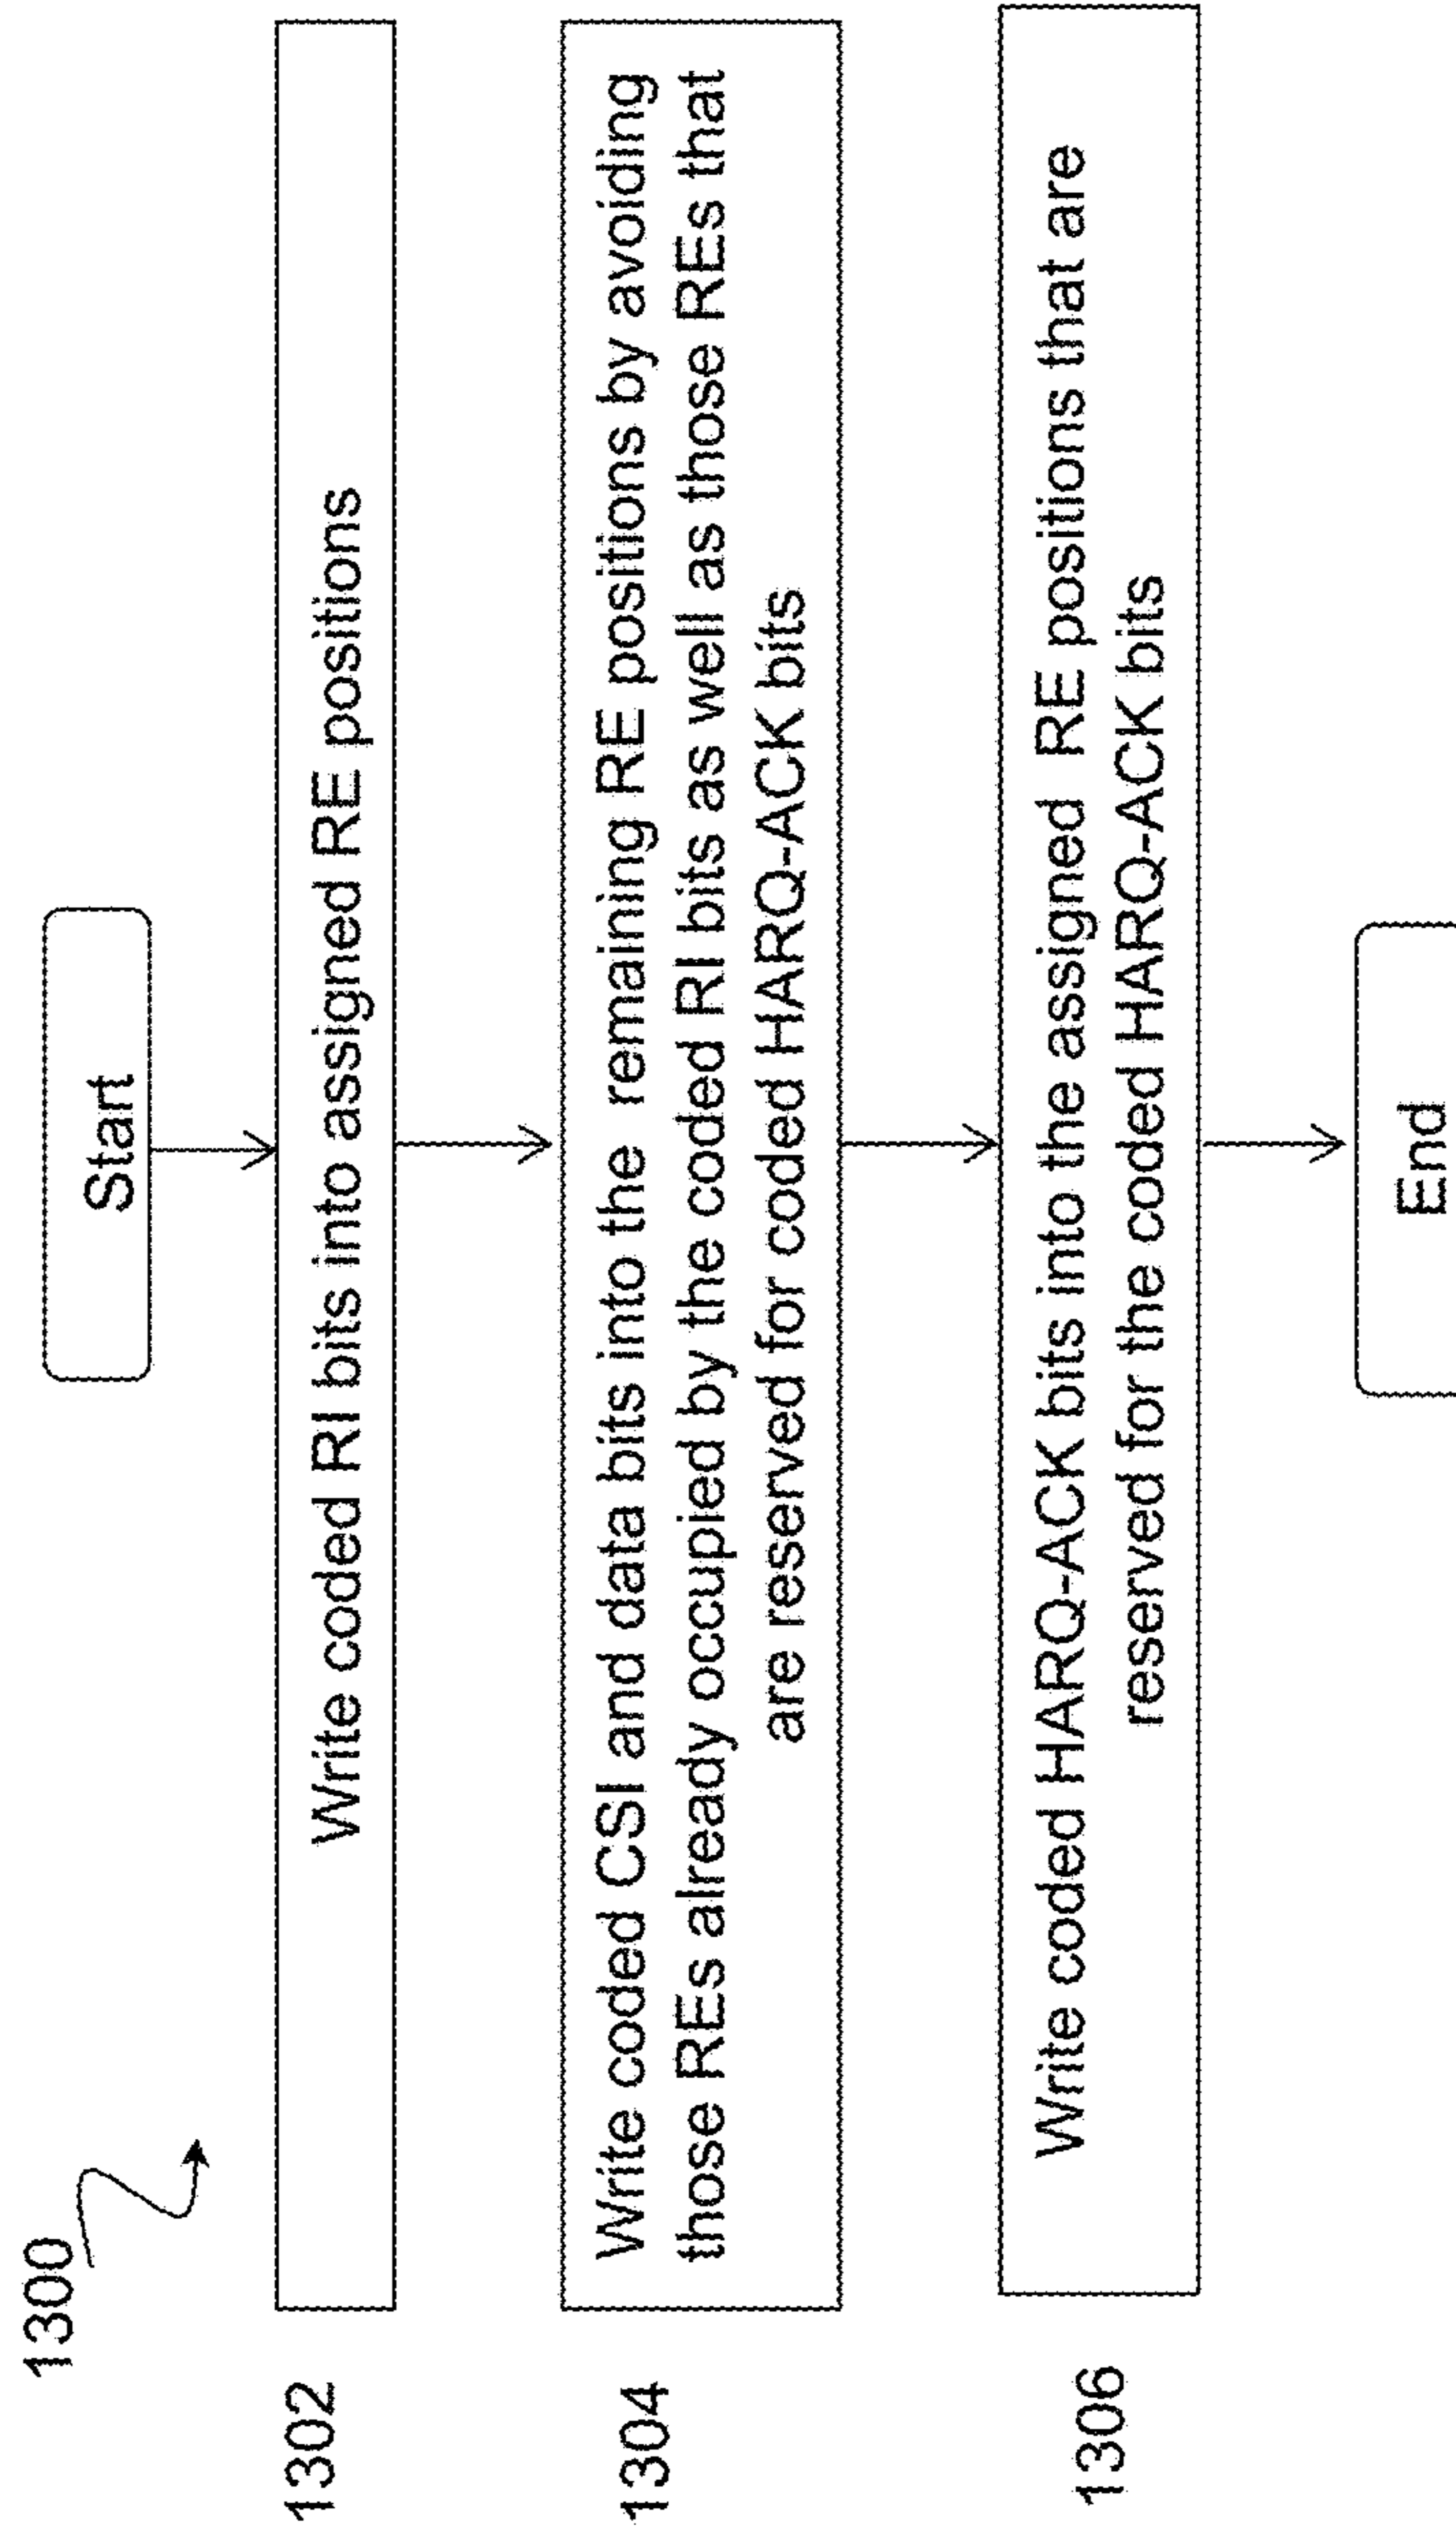 1300
Start
1302
Write coded RI bits into assigned RE positions
1304
Write coded CSI and data bits into the remaining RE positions by avoiding
those REs already occupied by the coded RI bits as well as those REs that
are reserved for coded HARQ-ACK bits
1306
Write coded HARQ-ACK bits into the assigned RE positions that are
reserved for the coded HARQ-ACK bits
End